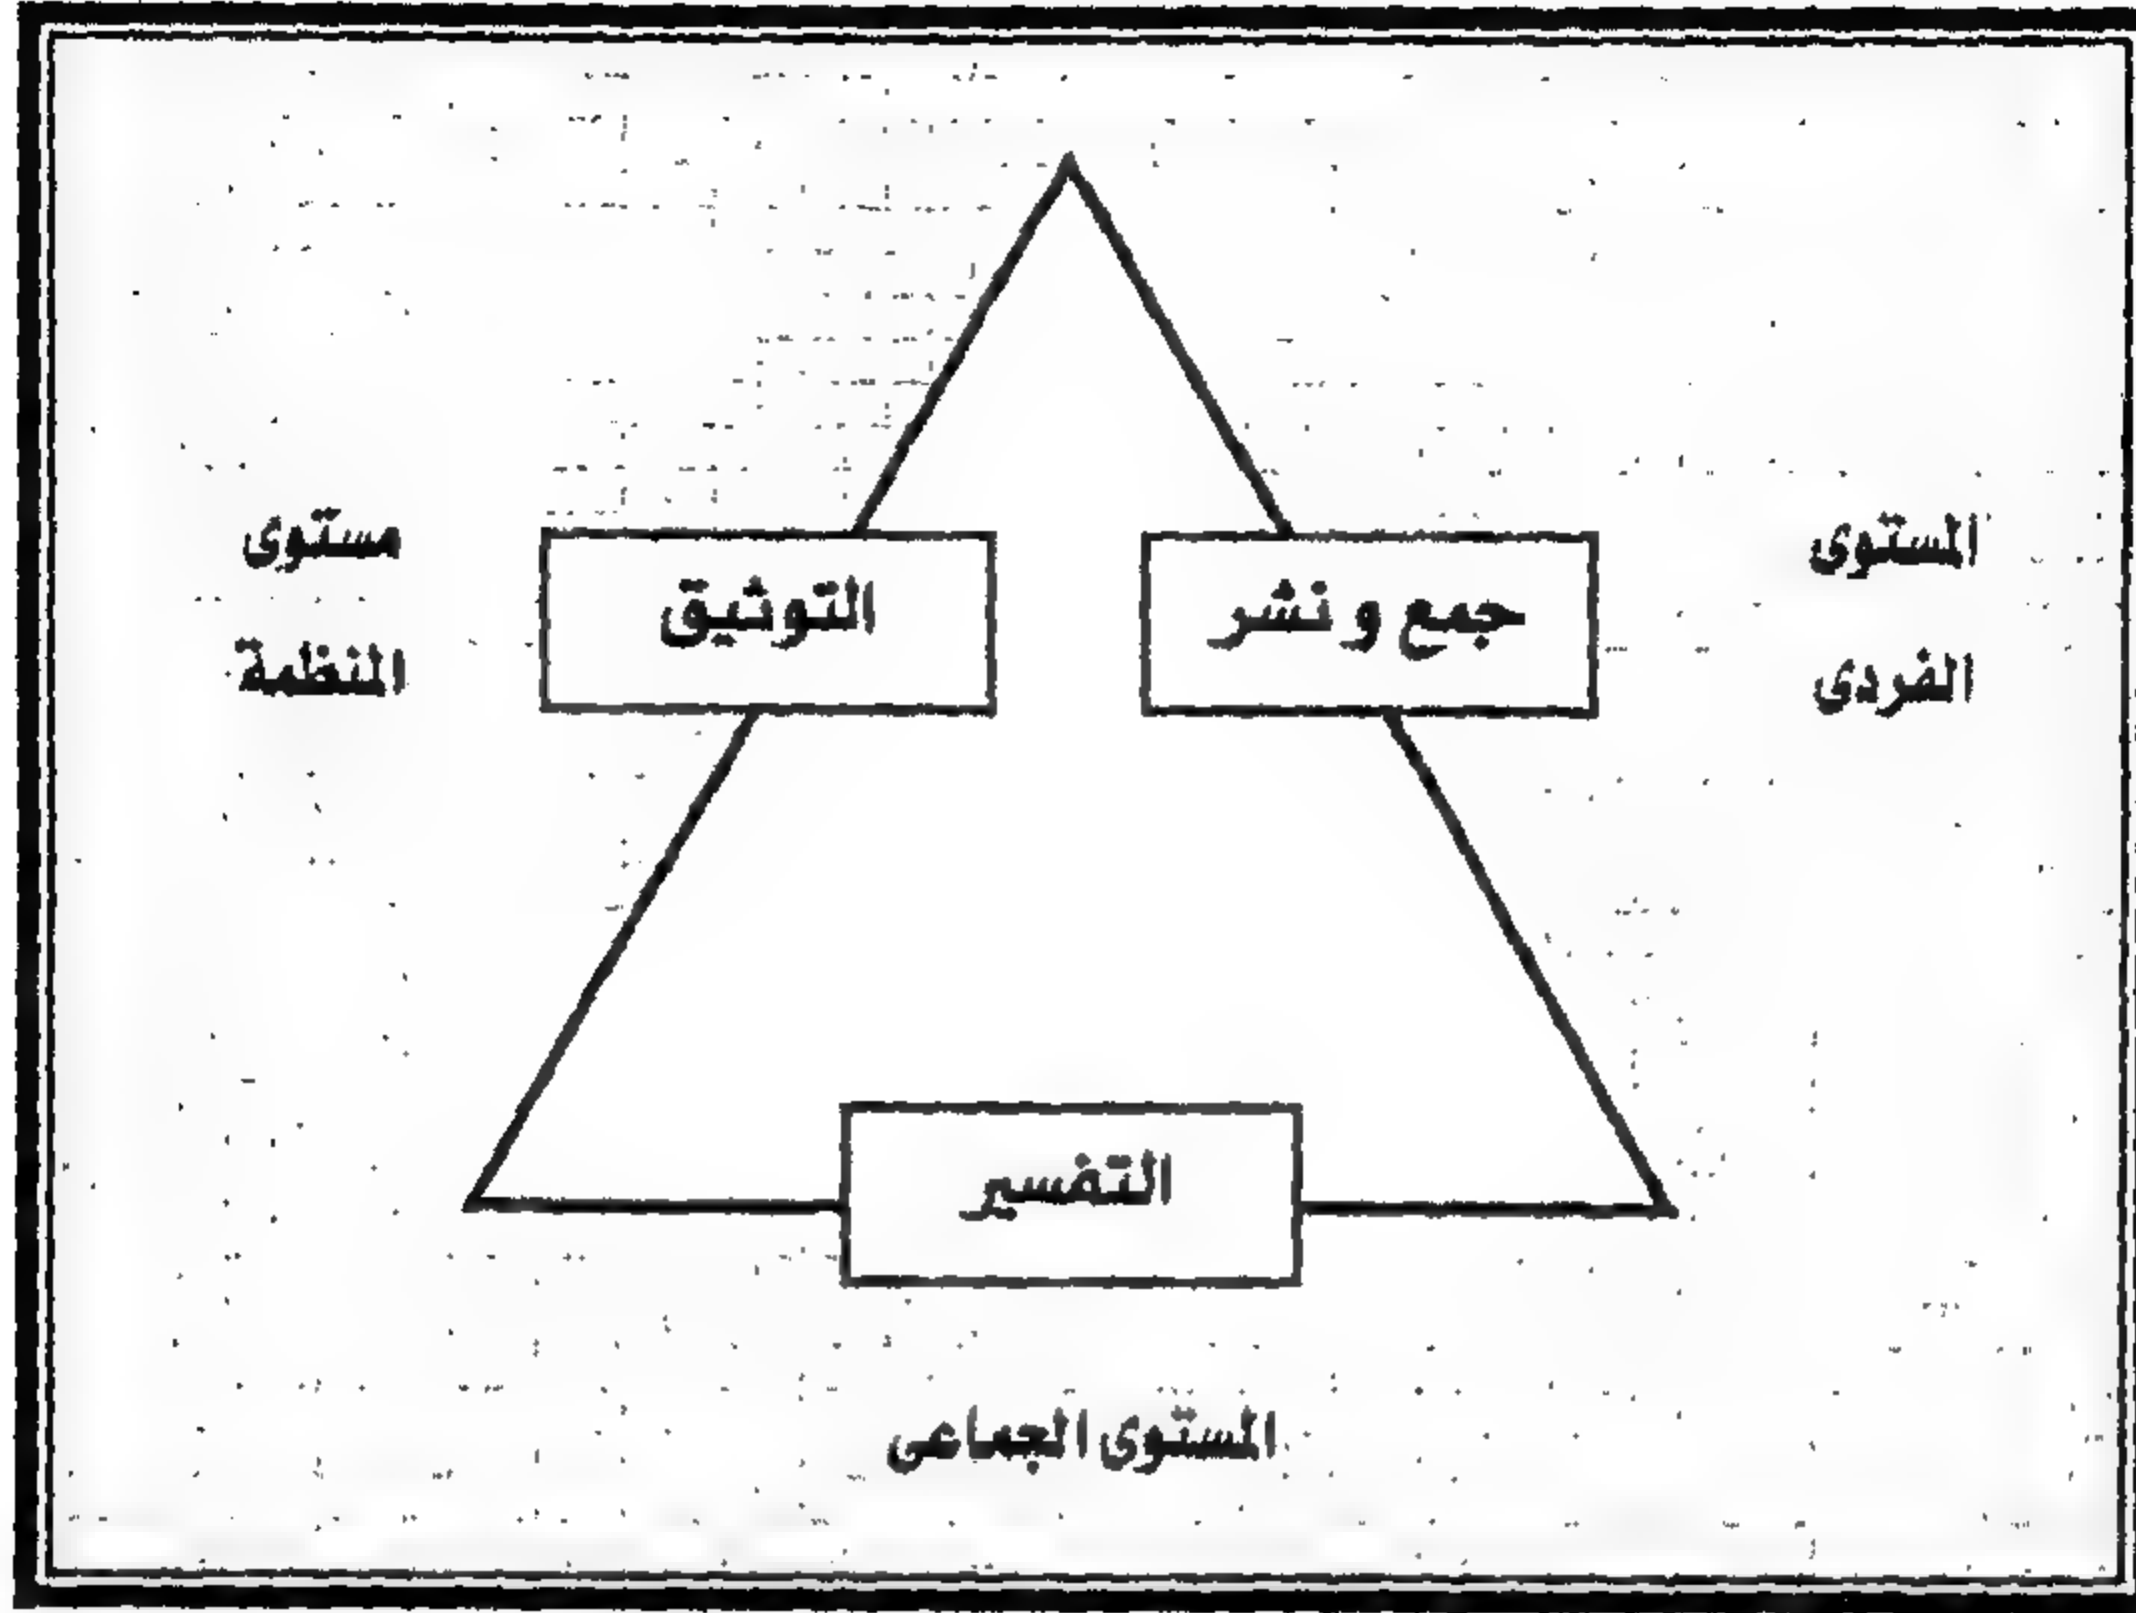 المستوى
الفردى
جمع و نشر
التوثيق
مستوى
المنظمة
التفسير
المستوى الجماعى